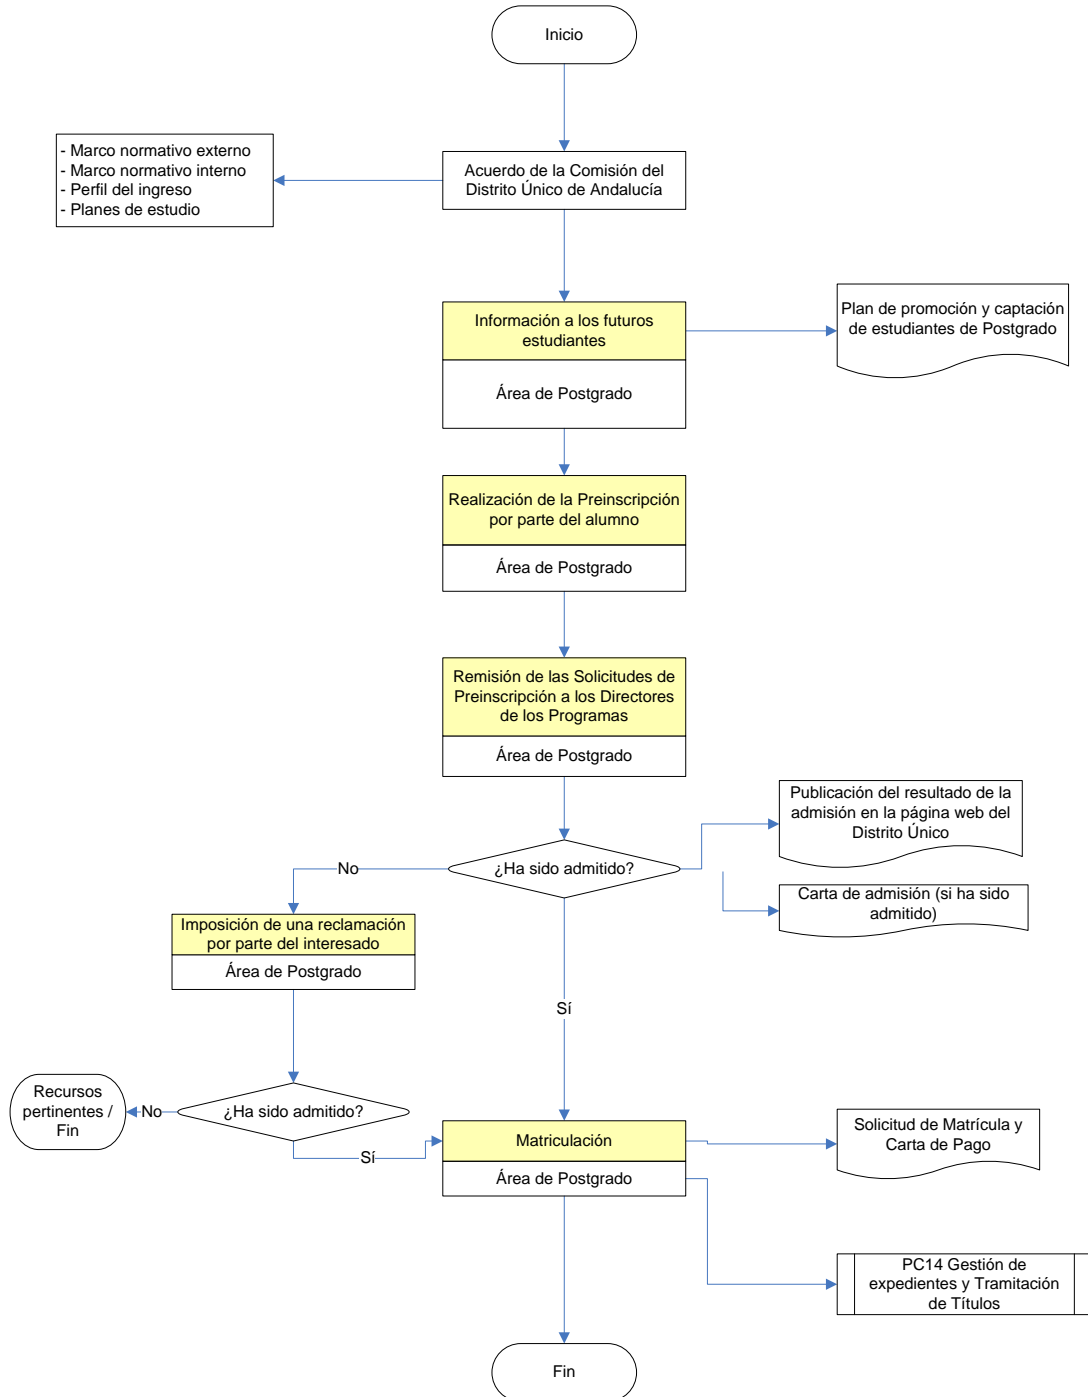 Inicio
- Marco normativo externo
- Marco normativo interno
- Perfil del ingreso
- Planes de estudio
Acuerdo de la Comisión del
Distrito Único de Andalucía
Información a los futuros
estudiantes
Área de Postgrado
Plan de promoción y captación
de estudiantes de Postgrado
Realización de la Preinscripción
por parte del alumno
Área de Postgrado
Remisión de las Solicitudes de
Preinscripción a los Directores
de los Programas
Área de Postgrado
Publicación del resultado de la
admisión en la página web del
Distrito Único
¿Ha sido admitido?
No
Carta de admisión (si ha sido
admitido)
Imposición de una reclamación
por parte del interesado
Área de Postgrado
Sí
Recursos
pertinentes /
Fin
No
¿Ha sido admitido?
Sí
Matriculación
Área de Postgrado
Solicitud de Matrícula y
Carta de Pago
PC14 Gestión de
expedientes y Tramitación
de Títulos
Fin